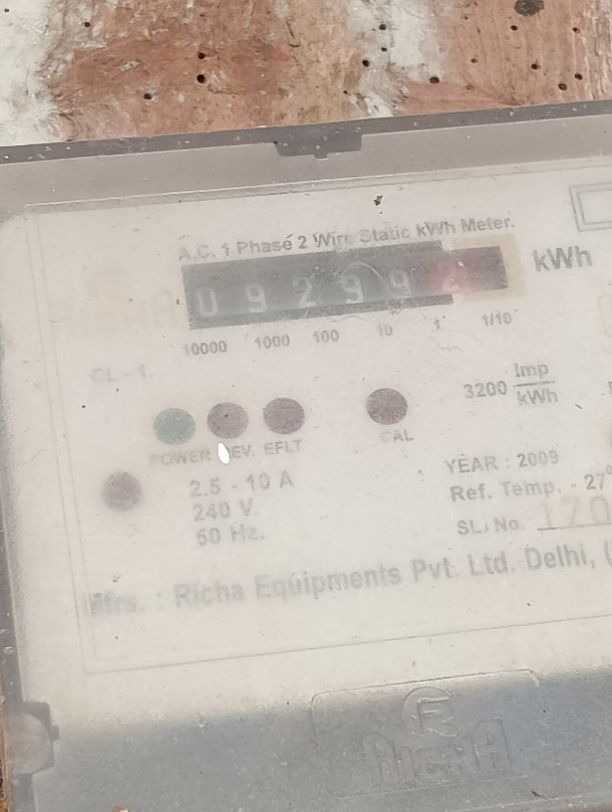 A.C. 1 Phase 2 Wire Static kWh Meter.
0 9 2 9 9
kWh
10000 1000 100 10 1 1/10
CL - 1.
3200 Imp/kWh
POWER REV. EFLT CAL
2.5 - 10 A
240 V.
50 Hz.
YEAR : 2009
Ref. Temp. - 27°
SL. No. 170
Mfrs. : Richa Equipments Pvt. Ltd. Delhi, (
RICHA